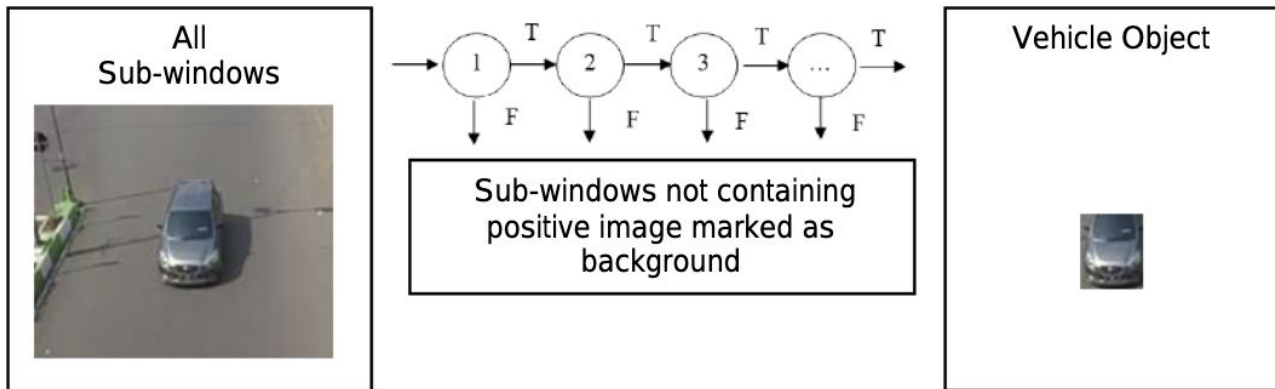 All
Sub-windows
T T T T
1 2 3 ...
F F F F
Sub-windows not containing
positive image marked as
background
Vehicle Object